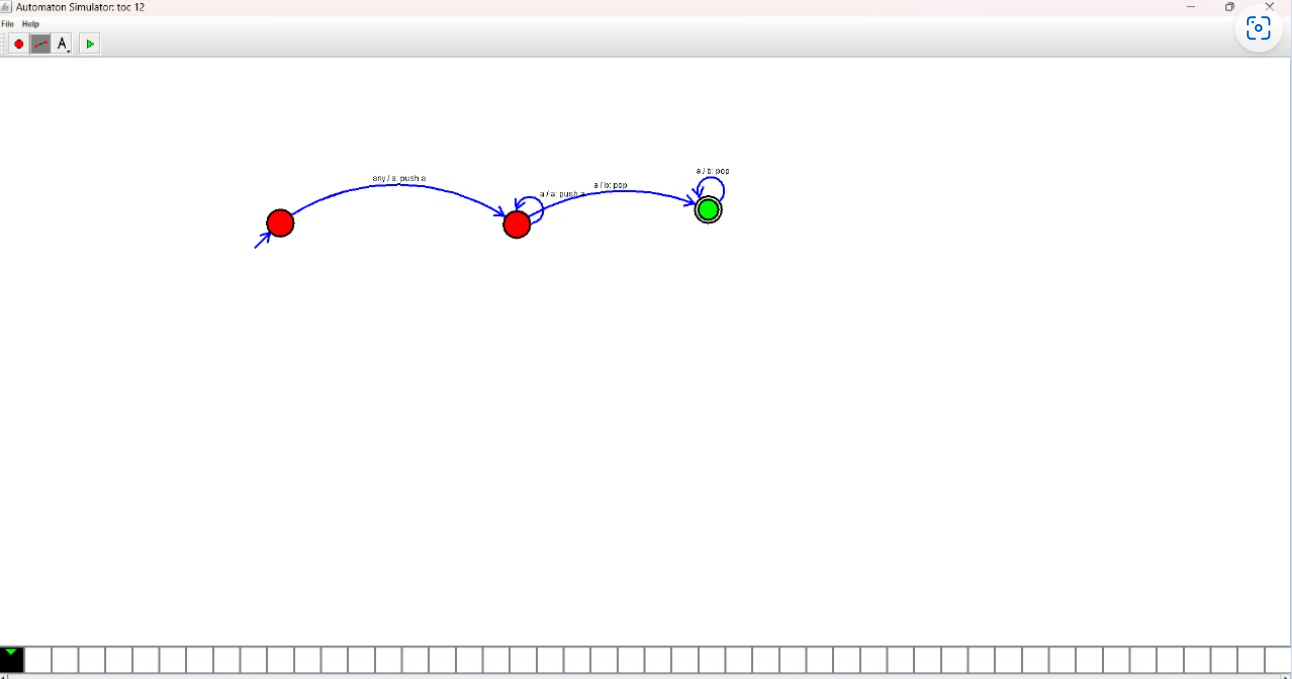 Automaton Simulator: toc 12
File Help
A
any / a: push a
a / a: push a
a / b: pop
a / b: pop